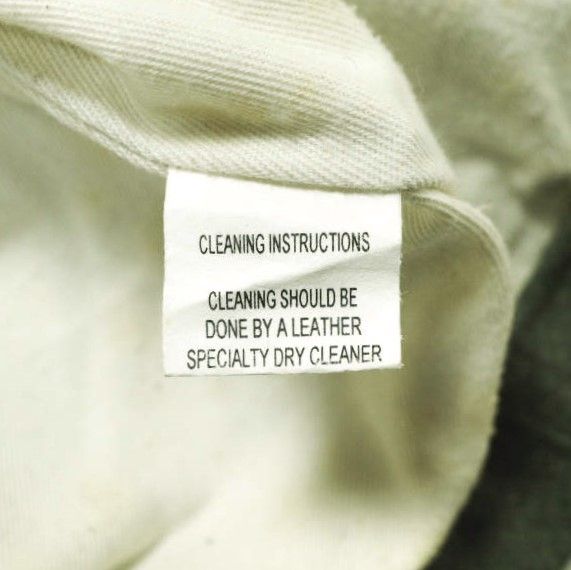 CLEANING INSTRUCTIONS
CLEANING SHOULD BE
DONE BY A LEATHER
SPECIALTY DRY CLEANER